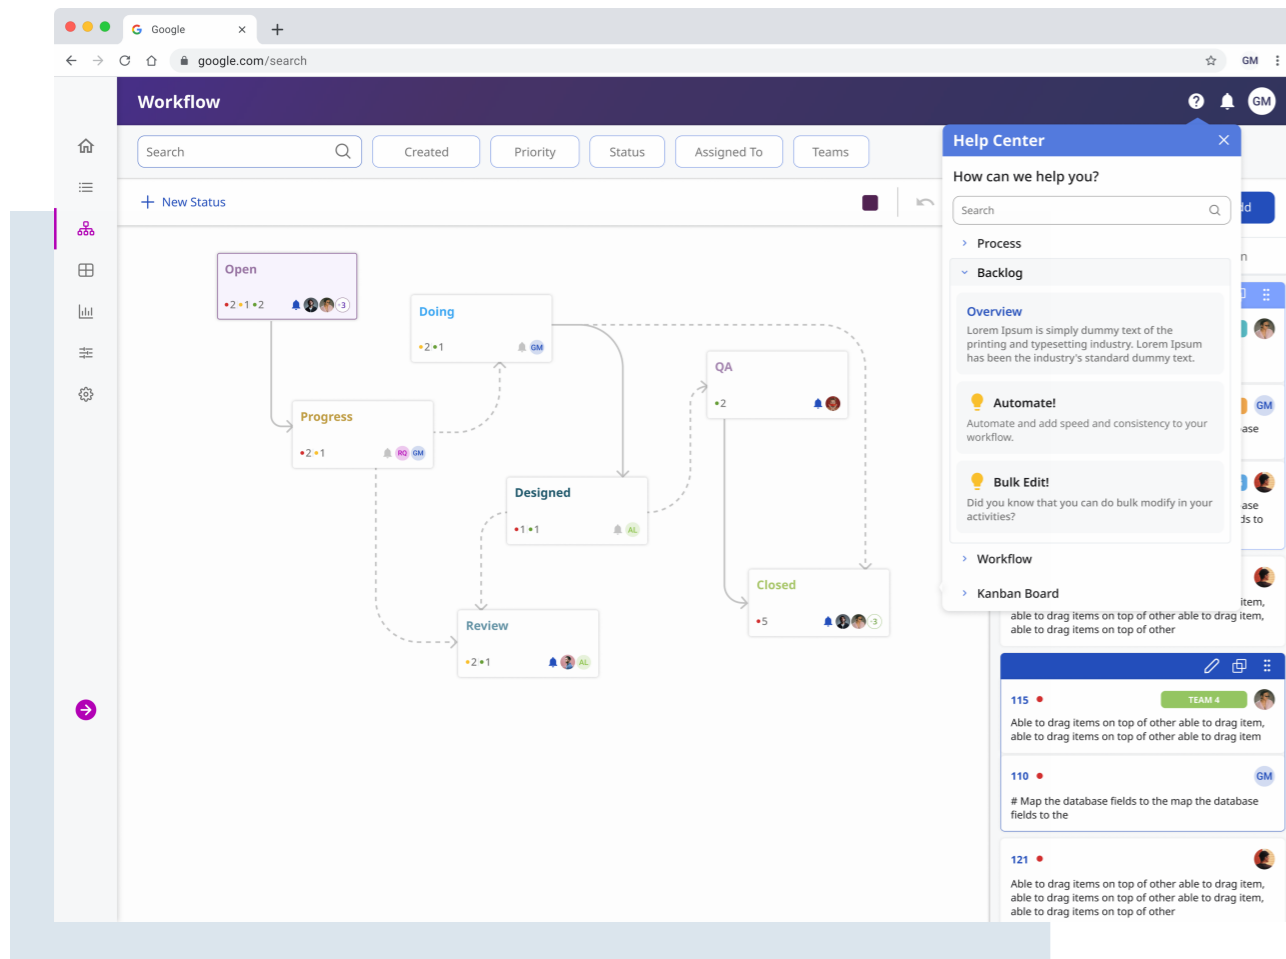 Google
google.com/search
GM
Workflow
GM
Search
Created
Priority
Status
Assigned To
Teams
New Status
Help Center
How can we help you?
Search
Process
Backlog
Overview
Lorem Ipsum is simply dummy text of the
printing and typesetting industry. Lorem Ipsum
has been the industry's standard dummy text.
Automate!
Automate and add speed and consistency to your
workflow.
Bulk Edit!
Did you know that you can do bulk modify in your
activities?
Workflow
Kanban Board
Open
2 1 2
-3
Doing
2 1
GM
Progress
2 1
RQ GM
QA
2
Designed
1 1
AL
Closed
5
-3
Review
2 1
AL
GM
item,
able to drag items on top of other able to drag item,
able to drag items on top of other
115
TEAM 4
Able to drag items on top of other able to drag item,
able to drag items on top of other able to drag item
110
GM
# Map the database fields to the map the database
fields to the
121
Able to drag items on top of other able to drag item,
able to drag items on top of other able to drag item,
able to drag items on top of other